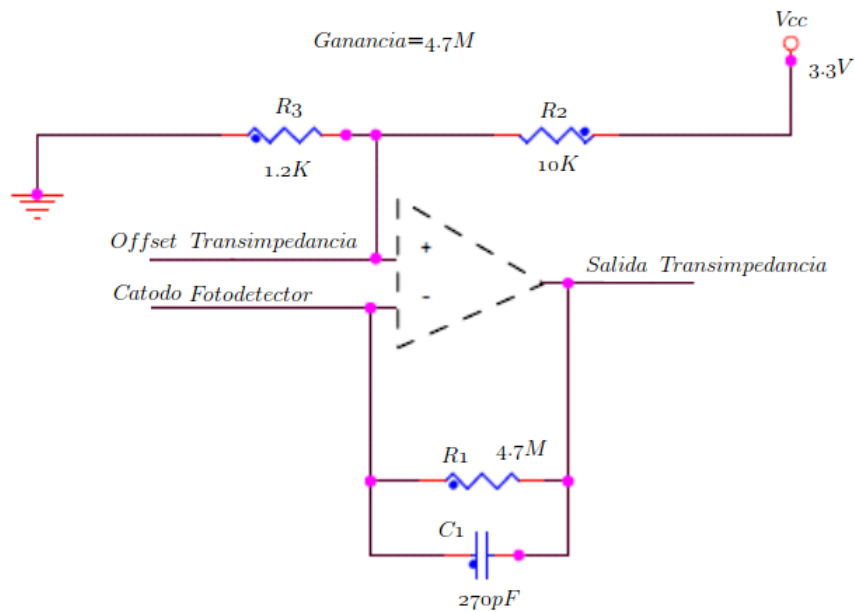 Ganancia=4.7M
Vcc
3.3V
R3
R2
1.2K
10K
Offset Transimpedancia
+
Salida Transimpedancia
Catodo Fotodetector
-
R1
4.7M
C1
270pF